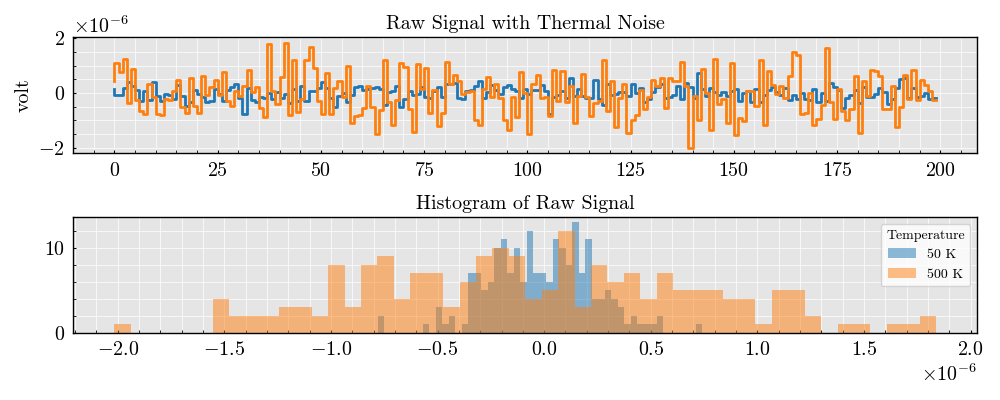 Raw Signal with Thermal Noise
×10⁻⁶
volt
2
0
−2
0 25 50 75 100 125 150 175 200
Histogram of Raw Signal
10
0
Temperature
50 K
500 K
−2.0 −1.5 −1.0 −0.5 0.0 0.5 1.0 1.5 2.0
×10⁻⁶